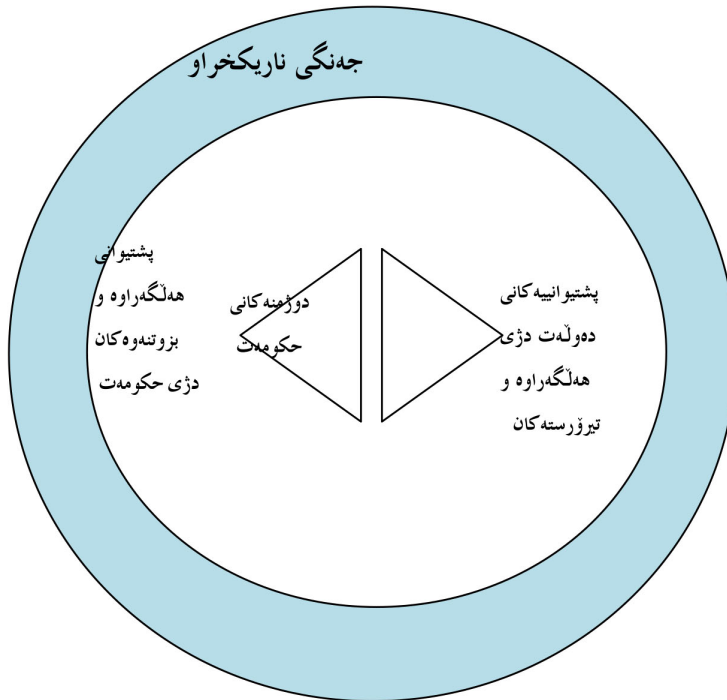 جەنگی ناریکخراو
پشتیوانییەکانی
دەوڵەت دژی
هەڵگەراوە و
تیرۆرستەکان
دوژمنەکانی
حکومەت
پشتیوانی
هەڵگەراوە و
بزوتنەوەکان
دژی حکومەت